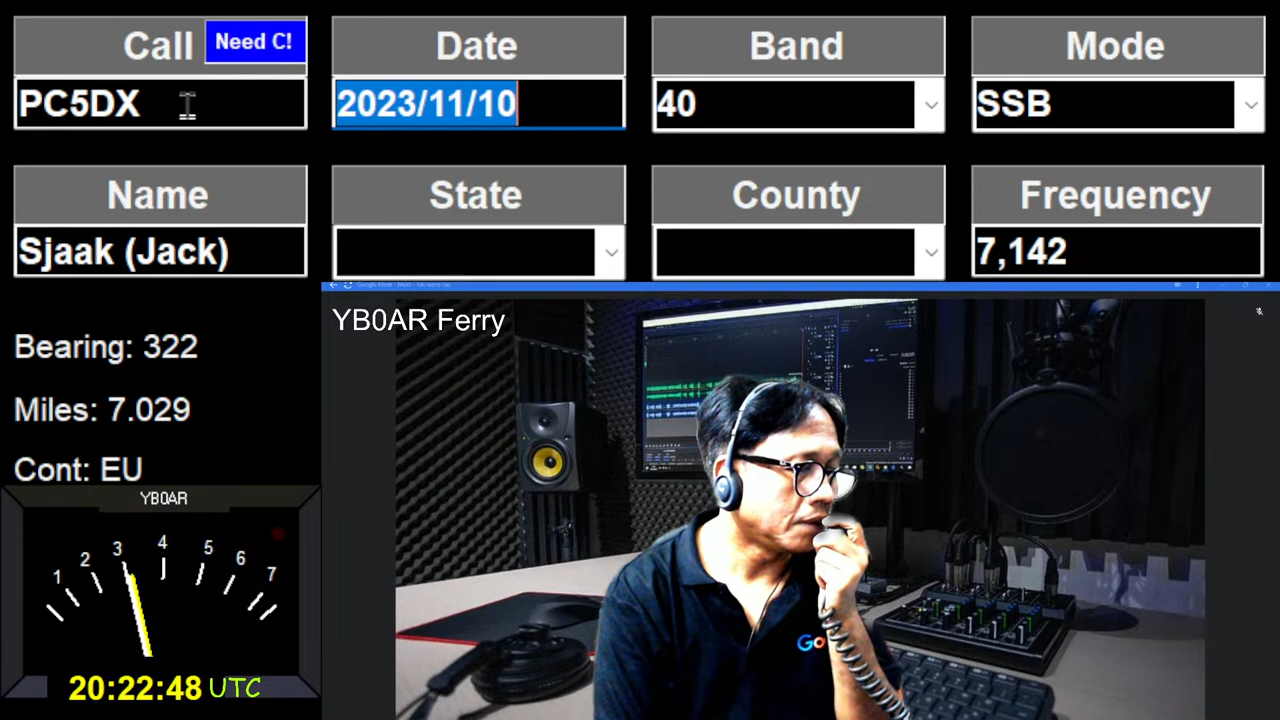 Call Need C! Date Band Mode
PC5DX 2023/11/10 40 SSB
Name State County Frequency
Sjaak (Jack) 7,142
YB0AR Ferry
Bearing: 322
Miles: 7.029
Cont: EU
YB0AR
1 2 3 4 5 6 7
Go
20:22:48 UTC